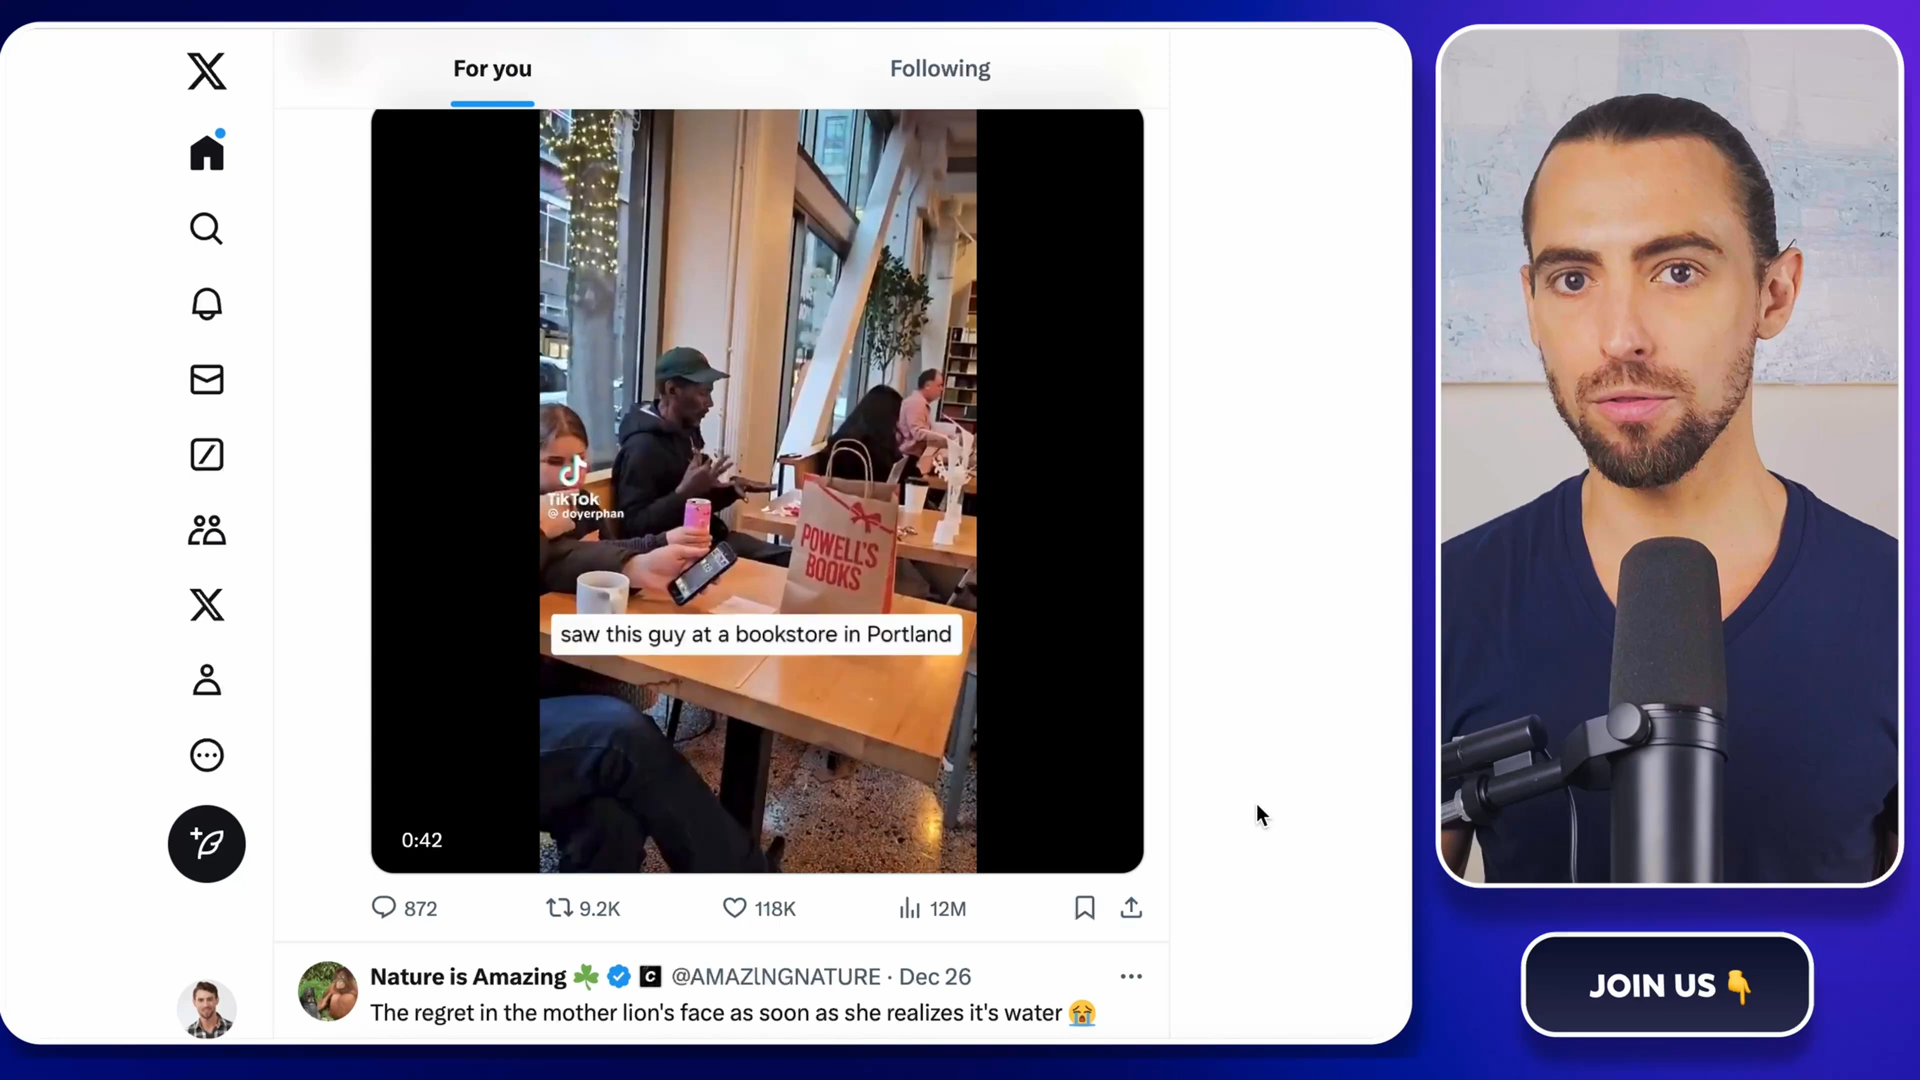 For you
Following
TikTok
@ doyerphan
POWELL'S
BOOKS
saw this guy at a bookstore in Portland
0:42
872
9.2K
118K
12M
Nature is Amazing ☘️ @AMAZlNGNATURE · Dec 26
The regret in the mother lion's face as soon as she realizes it's water 😭
JOIN US 👇